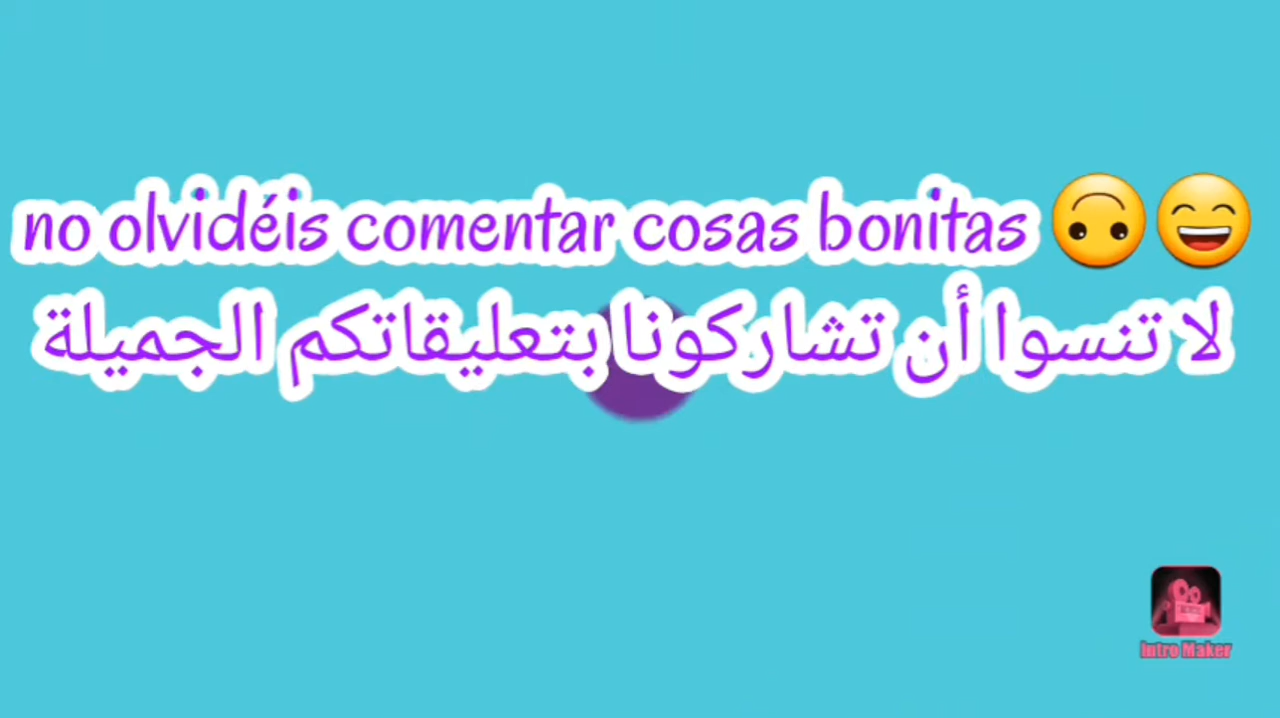 no olvidéis comentar cosas bonitas 🙃😄
لا تنسوا أن تشاركونا بتعليقاتكم الجميلة
Intro Maker